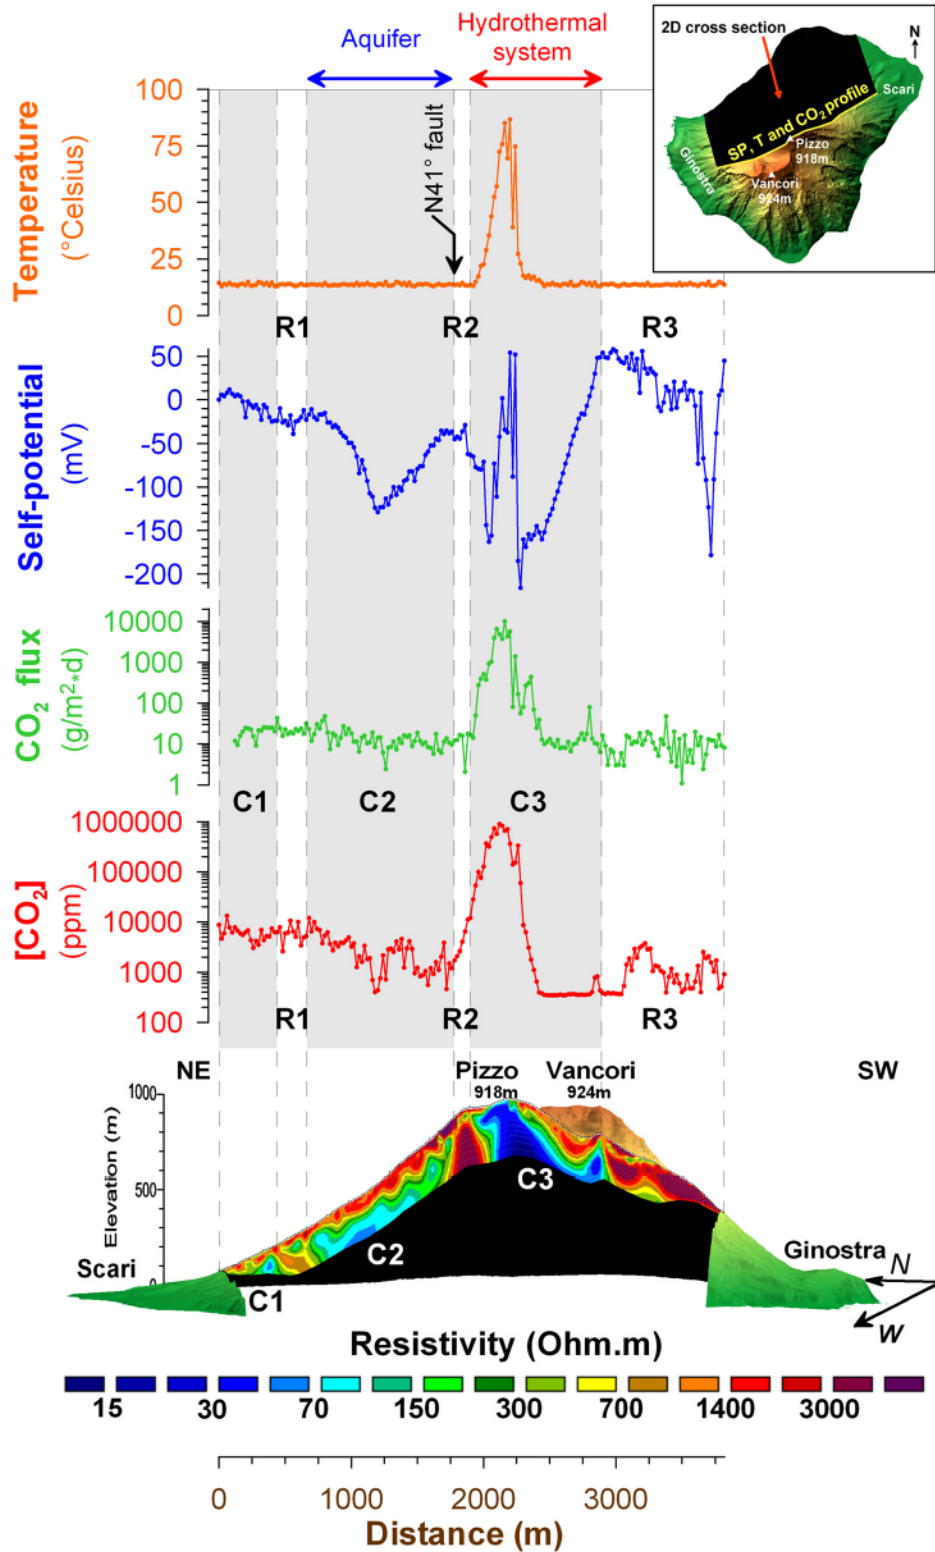 Aquifer
Hydrothermal
system
2D cross section
N
Scari
SP, T and CO2 profile
Pizzo
918m
Ginostra
Vancori
924m
Temperature
(°Celsius)
100
75
50
25
0
N41° fault
R1
R2
R3
Self-potential
(mV)
50
0
-50
-100
-150
-200
CO2 flux
(g/m²*d)
10000
1000
100
10
1
C1
C2
C3
[CO2]
(ppm)
1000000
100000
10000
1000
100
R1
R2
R3
NE
Pizzo
918m
Vancori
924m
SW
Elevation (m)
1000
500
0
C3
C2
C1
Scari
Ginostra
N
W
Resistivity (Ohm.m)
15 30 70 150 300 700 1400 3000
0 1000 2000 3000
Distance (m)